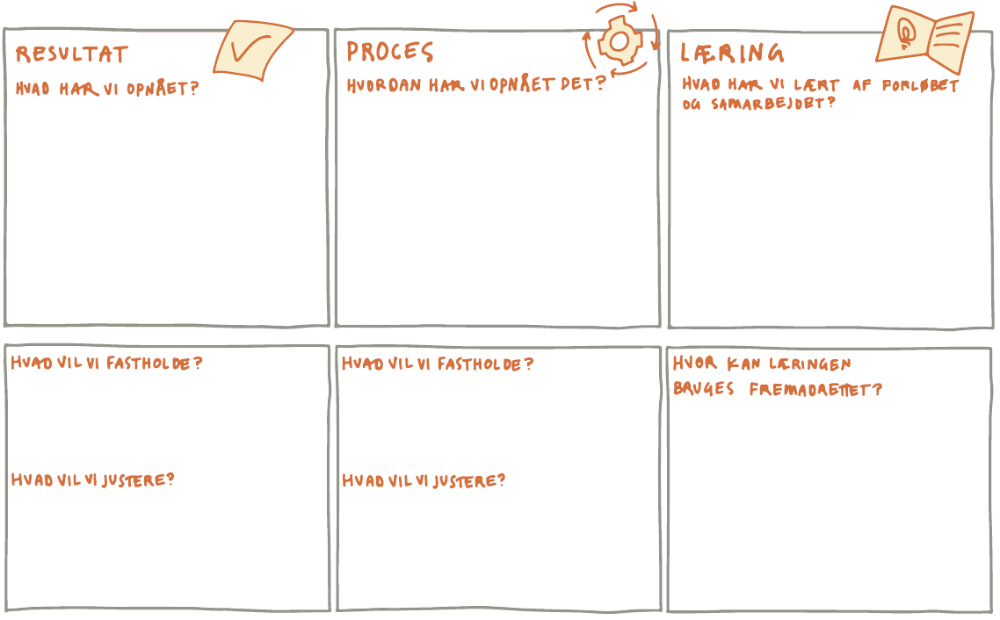 RESULTAT
HVAD HAR VI OPNÅET?
PROCES
HVORDAN HAR VI OPNÅET DET?
LÆRING
HVAD HAR VI LÆRT AF FORLØBET
OG SAMARBEJDET?
HVAD VIL VI FASTHOLDE?
HVAD VIL VI JUSTERE?
HVAD VIL VI FASTHOLDE?
HVAD VIL VI JUSTERE?
HVOR KAN LÆRINGEN
BRUGES FREMADRETTET?